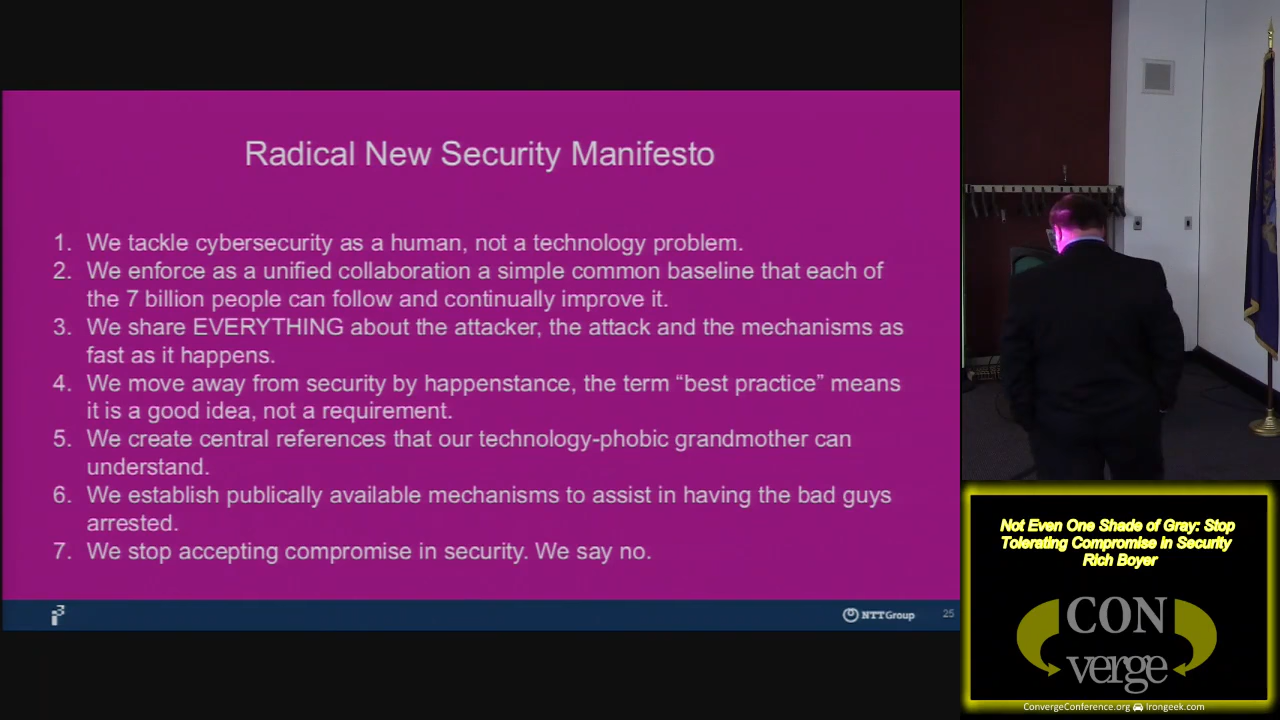 Radical New Security Manifesto
1. We tackle cybersecurity as a human, not a technology problem.
2. We enforce as a unified collaboration a simple common baseline that each of
the 7 billion people can follow and continually improve it.
3. We share EVERYTHING about the attacker, the attack and the mechanisms as
fast as it happens.
4. We move away from security by happenstance, the term “best practice” means
it is a good idea, not a requirement.
5. We create central references that our technology-phobic grandmother can
understand.
6. We establish publically available mechanisms to assist in having the bad guys
arrested.
7. We stop accepting compromise in security. We say no.
i3
NTT Group
25
Not Even One Shade of Gray: Stop
Tolerating Compromise in Security
Rich Boyer
CON
verge
ConvergeConference.org Irongeek.com